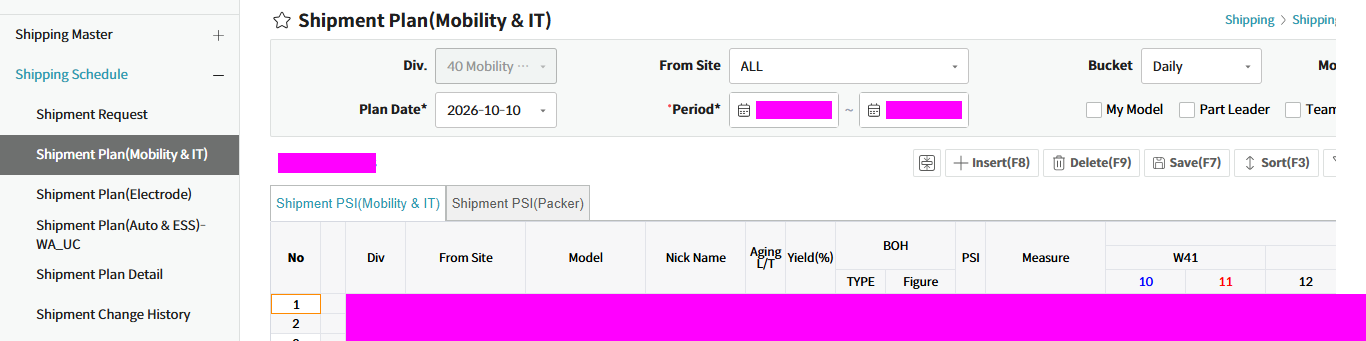 Shipment Plan(Mobility & IT)
Shipping > Shipping
Shipping Master
Shipping Schedule
Shipment Request
Shipment Plan(Mobility & IT)
Shipment Plan(Electrode)
Shipment Plan(Auto & ESS)-
WA_UC
Shipment Plan Detail
Shipment Change History
Div. 40 Mobility ··· From Site ALL Bucket Daily Mo
Plan Date* 2026-10-10 *Period* ~ My Model Part Leader Team
Insert(F8) Delete(F9) Save(F7) Sort(F3)
Shipment PSI(Mobility & IT) Shipment PSI(Packer)
No Div From Site Model Nick Name Aging L/T Yield(%) BOH PSI Measure W41
TYPE Figure 10 11 12
1
2